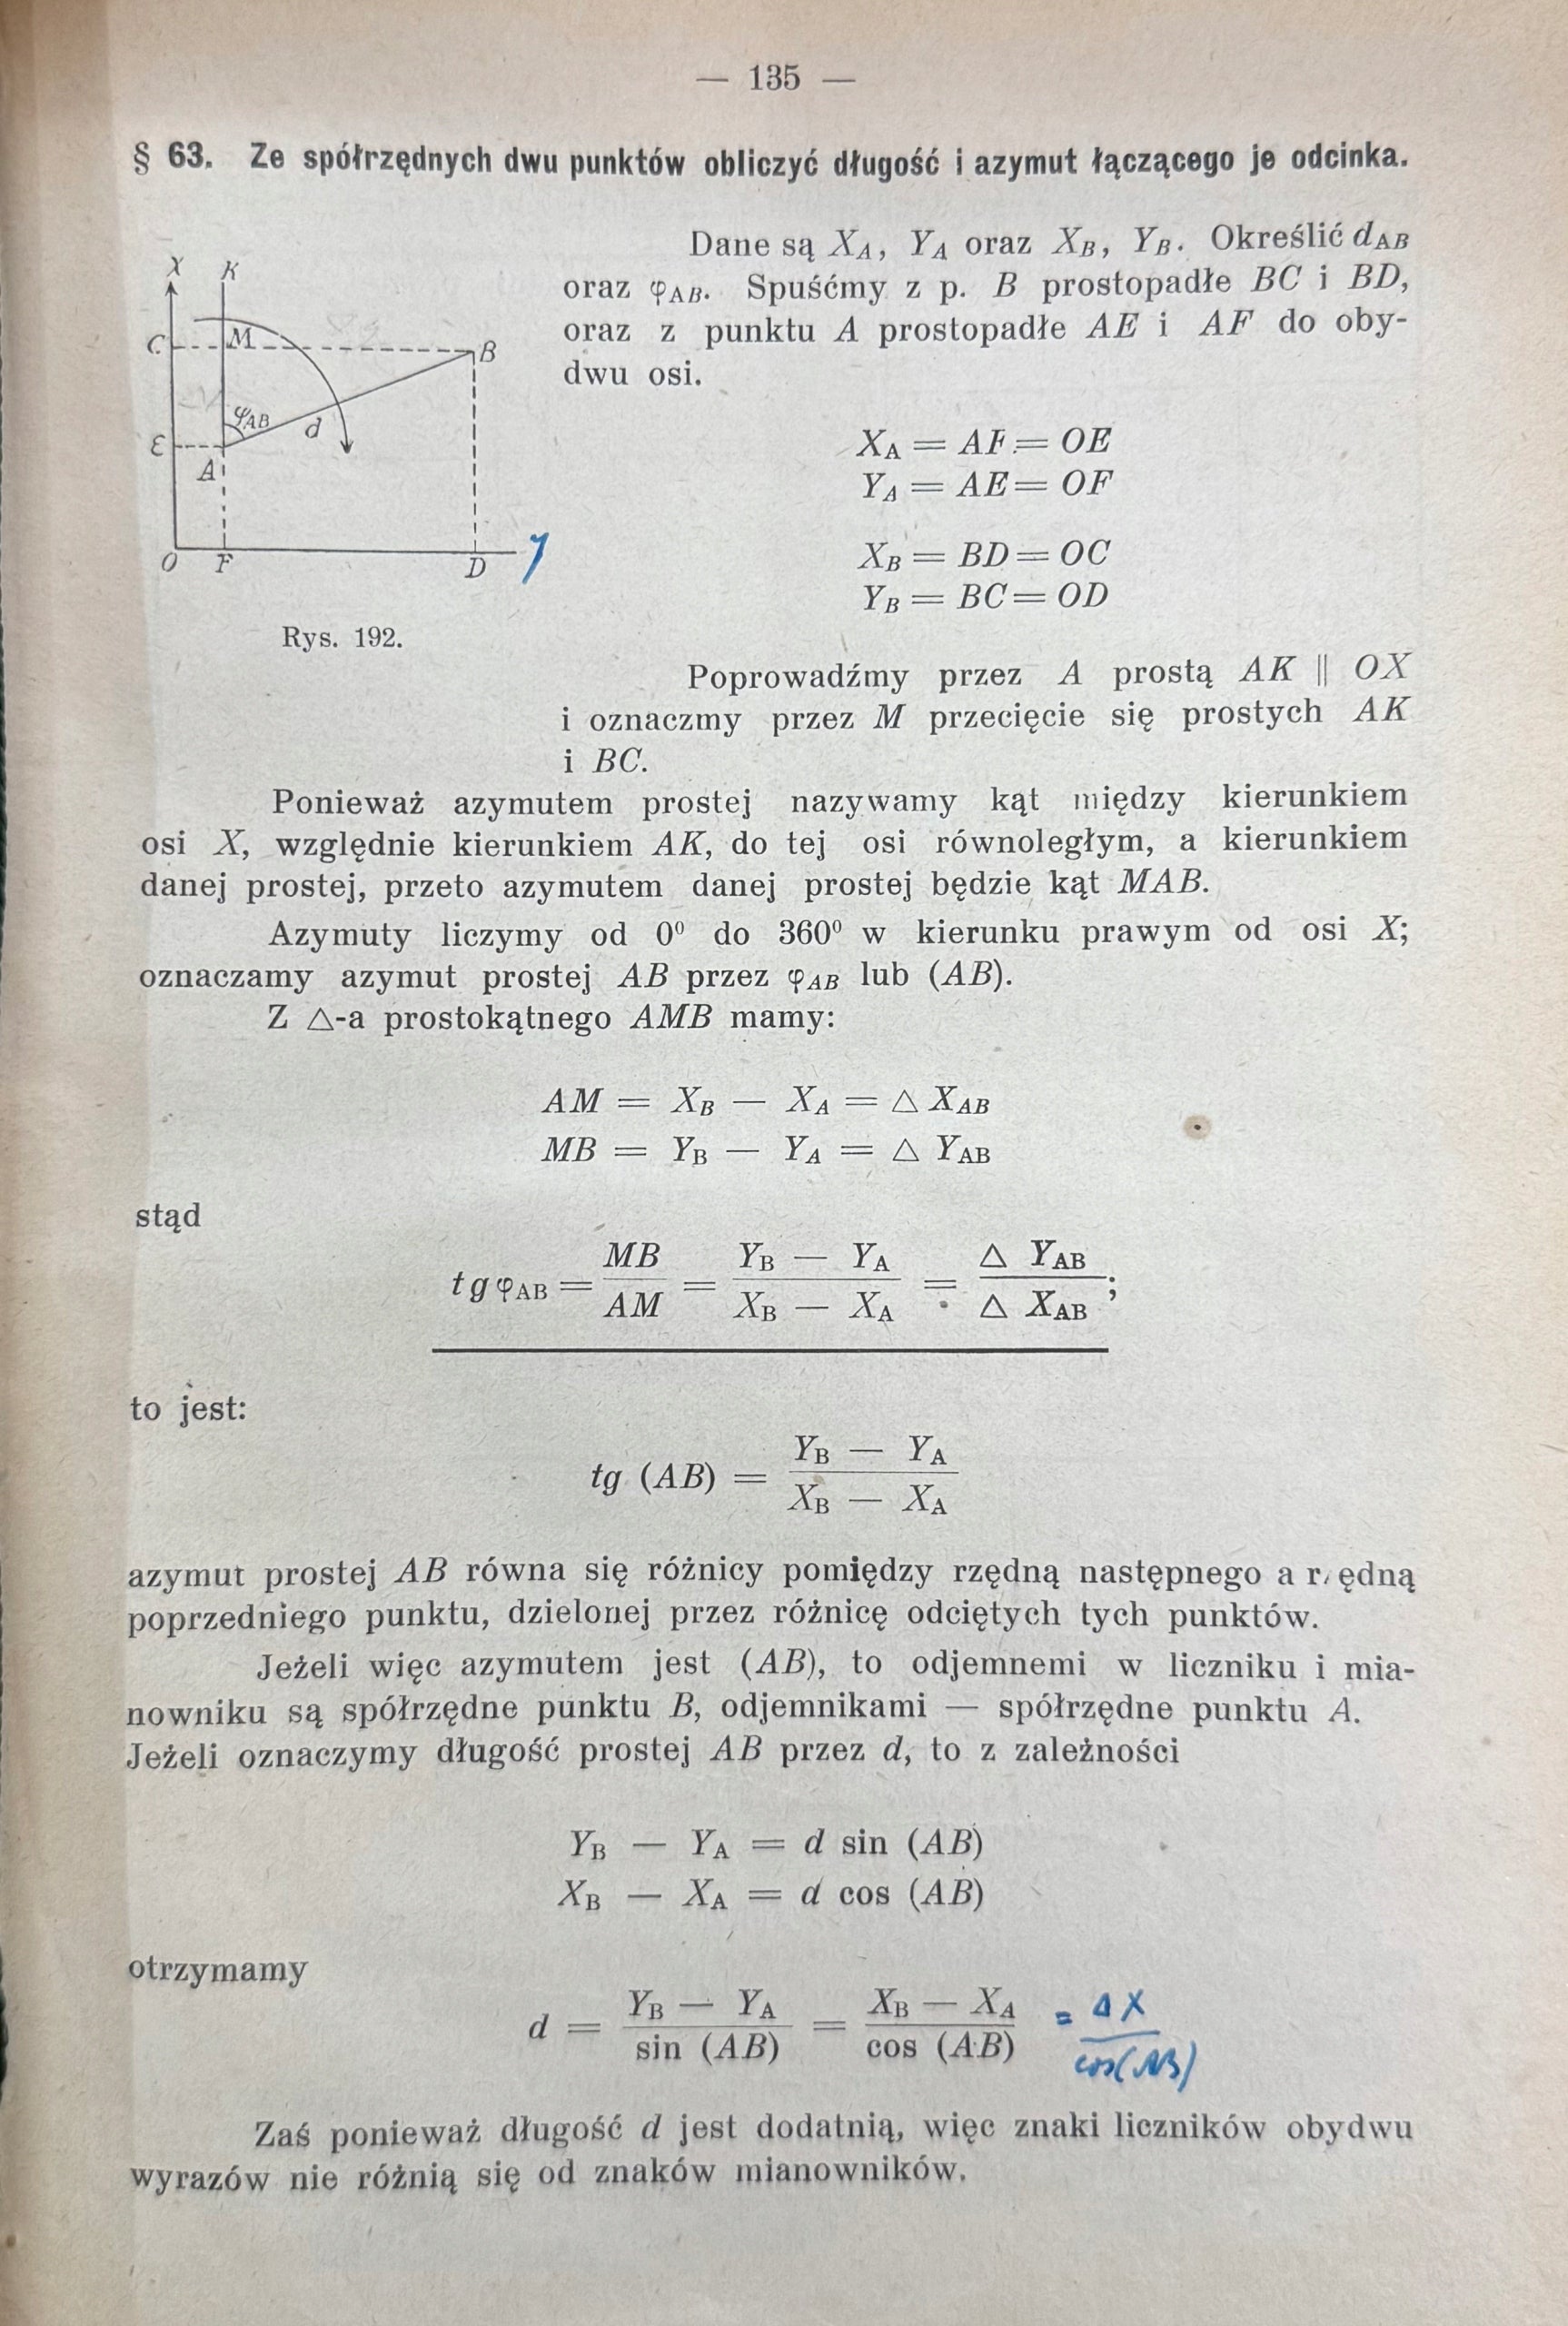 — 135 —
§ 63. Ze spółrzędnych dwu punktów obliczyć długość i azymut łączącego je odcinka.
X K
C M B
φAB d
E
A
O F D y
Rys. 192.
Dane są XA, YA oraz XB, YB. Określić dAB
oraz φAB. Spuśćmy z p. B prostopadłe BC i BD,
oraz z punktu A prostopadłe AE i AF do oby-
dwu osi.
XA = AF = OE
YA = AE = OF
XB = BD = OC
YB = BC = OD
Poprowadźmy przez A prostą AK || OX
i oznaczmy przez M przecięcie się prostych AK
i BC.
Ponieważ azymutem prostej nazywamy kąt między kierunkiem
osi X, względnie kierunkiem AK, do tej osi równoległym, a kierunkiem
danej prostej, przeto azymutem danej prostej będzie kąt MAB.
Azymuty liczymy od 0⁰ do 360⁰ w kierunku prawym od osi X;
oznaczamy azymut prostej AB przez φAB lub (AB).
Z △-a prostokątnego AMB mamy:
AM = XB — XA = △ XAB
MB = YB — YA = △ YAB
stąd
tg φAB = MB / AM = YB — YA / XB — XA = △ YAB / △ XAB ;
to jest:
tg (AB) = YB — YA / XB — XA
azymut prostej AB równa się różnicy pomiędzy rzędną następnego a rzędną
poprzedniego punktu, dzielonej przez różnicę odciętych tych punktów.
Jeżeli więc azymutem jest (AB), to odjemnemi w liczniku i mia-
nowniku są spółrzędne punktu B, odjemnikami — spółrzędne punktu A.
Jeżeli oznaczymy długość prostej AB przez d, to z zależności
YB — YA = d sin (AB)
XB — XA = d cos (AB)
otrzymamy
d = YB — YA / sin (AB) = XB — XA / cos (AB) = Δ X / cos(AB)
Zaś ponieważ długość d jest dodatnią, więc znaki liczników obydwu
wyrazów nie różnią się od znaków mianowników.